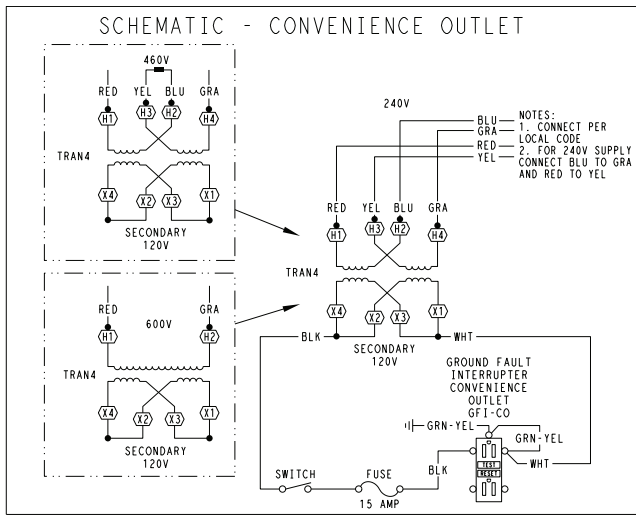 SCHEMATIC - CONVENIENCE OUTLET
460V
RED YEL BLU GRA
H1 H3 H2 H4
TRAN4
X4 X2 X3 X1
SECONDARY
120V
600V
RED GRA
H1 H2
TRAN4
X4 X2 X3 X1
SECONDARY
120V
240V
BLU
GRA
RED
YEL
NOTES:
1. CONNECT PER
LOCAL CODE
2. FOR 240V SUPPLY
CONNECT BLU TO GRA
AND RED TO YEL
RED YEL BLU GRA
H1 H3 H2 H4
TRAN4
X4 X2 X3 X1
BLK WHT
SECONDARY
120V
GROUND FAULT
INTERRUPTER
CONVENIENCE
OUTLET
GFI-CO
GRN-YEL
GRN-YEL
WHT
BLK
TEST
RESET
SWITCH FUSE
15 AMP